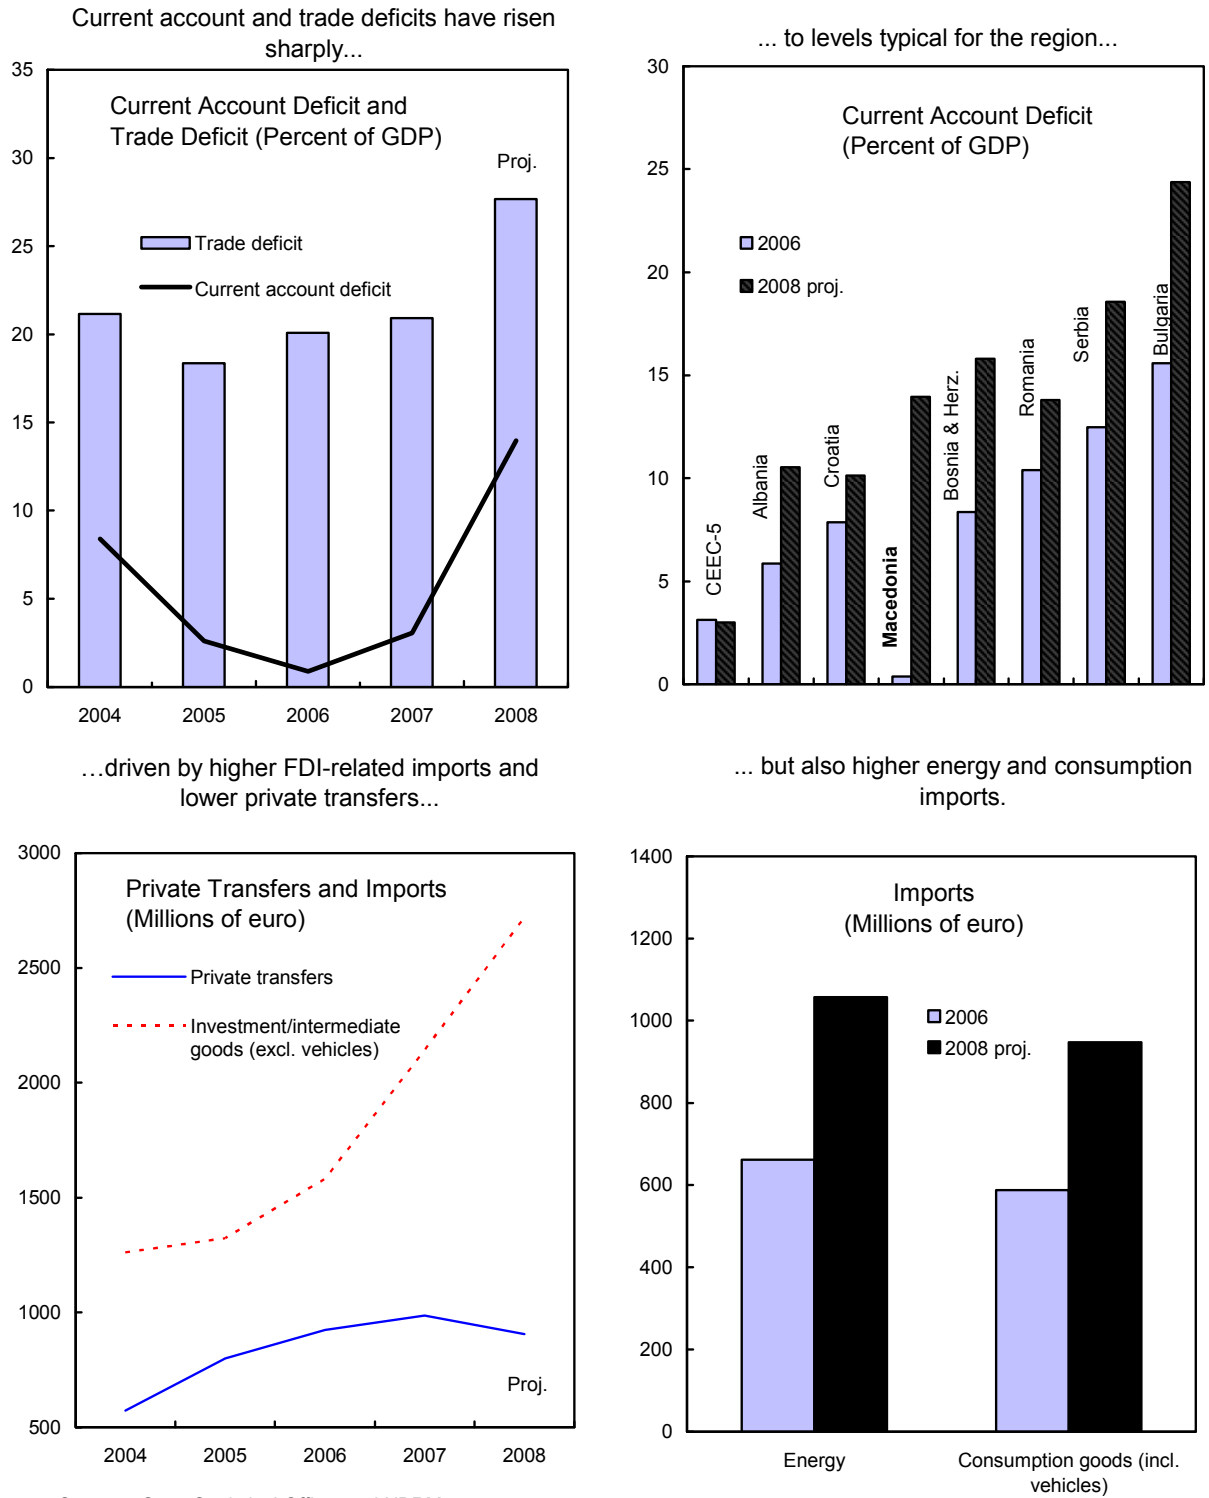 Current account and trade deficits have risen
sharply...
35
30
25
20
15
10
5
0
Current Account Deficit and
Trade Deficit (Percent of GDP)
Proj.
Trade deficit
Current account deficit
2004
2005
2006
2007
2008
... to levels typical for the region...
30
25
20
15
10
5
0
Current Account Deficit
(Percent of GDP)
2006
2008 proj.
CEEC-5
Albania
Croatia
Macedonia
Bosnia & Herz.
Romania
Serbia
Bulgaria
…driven by higher FDI-related imports and
lower private transfers...
3000
2500
2000
1500
1000
500
Private Transfers and Imports
(Millions of euro)
Private transfers
Investment/intermediate
goods (excl. vehicles)
Proj.
2004
2005
2006
2007
2008
... but also higher energy and consumption
imports.
1400
1200
1000
800
600
400
200
0
Imports
(Millions of euro)
2006
2008 proj.
Energy
Consumption goods (incl.
vehicles)